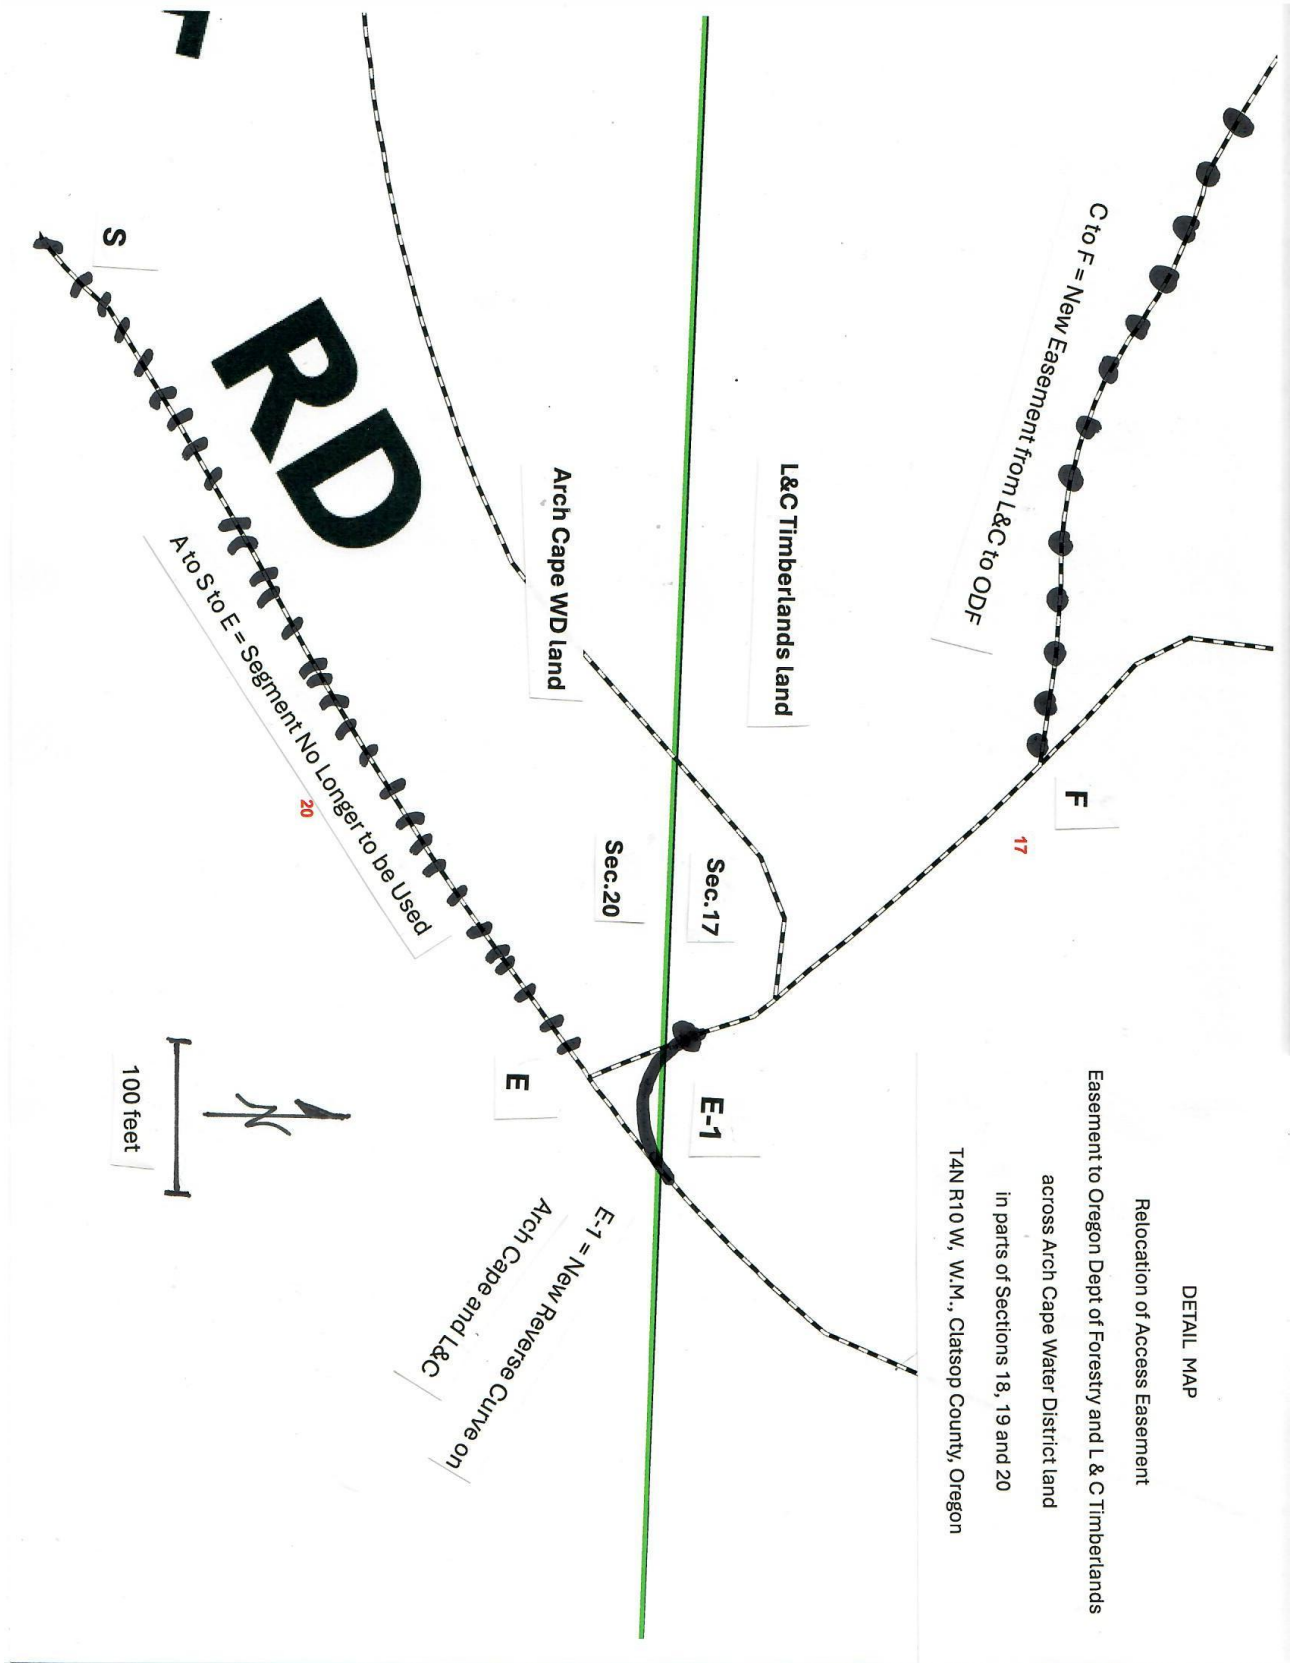 DETAIL MAP
Relocation of Access Easement
Easement to Oregon Dept of Forestry and L & C Timberlands
across Arch Cape Water District land
in parts of Sections 18, 19 and 20
T4N R10 W, W.M., Clatsop County, Oregon
C to F = New Easement from L&C to ODF
F
17
L&C Timberlands land
Sec.17
E-1
Arch Cape WD land
Sec.20
E-1 = New Reverse Curve on
Arch Cape and L&C
E
RD
20
A to S to E = Segment No Longer to be Used
S
N
100 feet